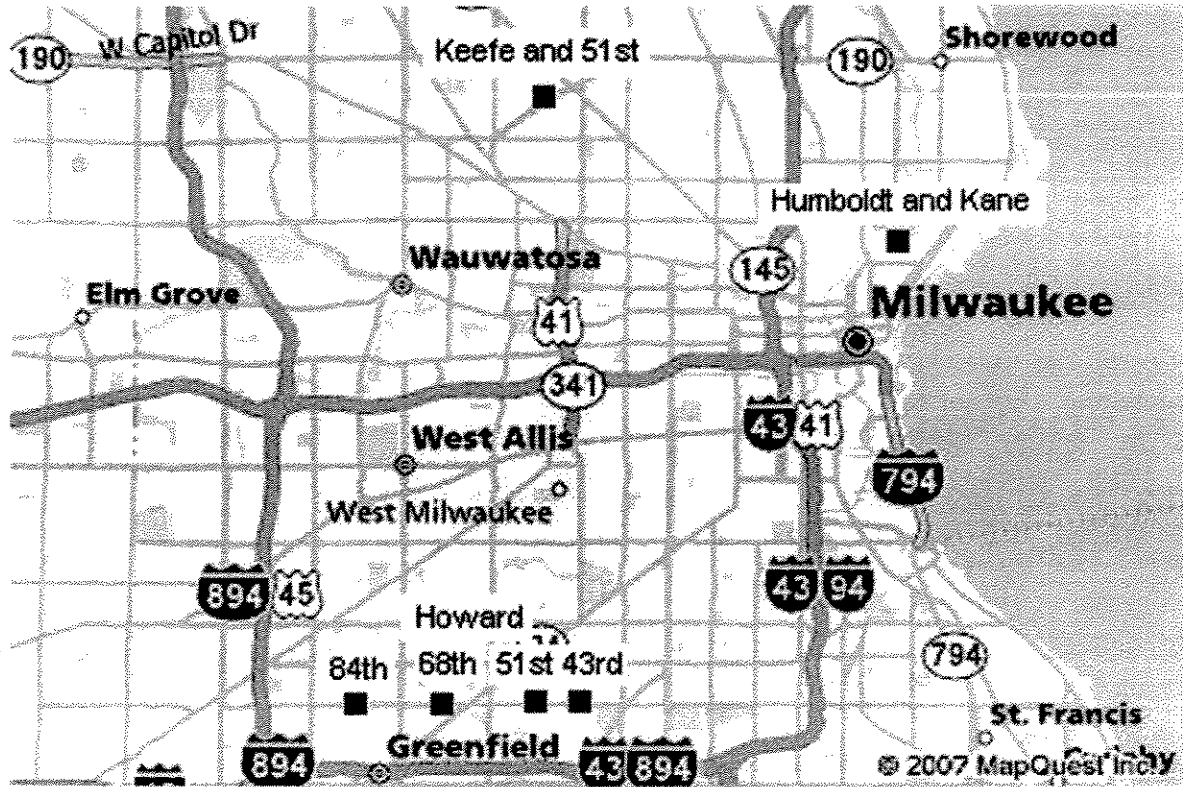 W Capitol Dr
190
Keefe and 51st
190
Shorewood
Humboldt and Kane
Wauwatosa
145
Elm Grove
Milwaukee
41
341
43 41
West Allis
794
West Milwaukee
894 45
43 94
Howard
84th 68th 51st 43rd
794
St. Francis
Greenfield
894
43 894
© 2007 MapQuest Inc.